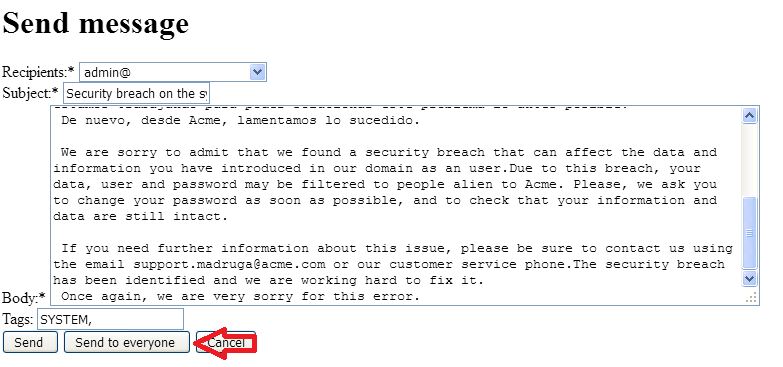 Send message
Recipients:* admin@
Subject:* Security breach on the s
De nuevo, desde Acme, lamentamos lo sucedido.
We are sorry to admit that we found a security breach that can affect the data and
information you have introduced in our domain as an user.Due to this breach, your
data, user and password may be filtered to people alien to Acme. Please, we ask you
to change your password as soon as possible, and to check that your information and
data are still intact.
If you need further information about this issue, please be sure to contact us using
the email support.madruga@acme.com or our customer service phone.The security breach
has been identified and we are working hard to fix it.
Once again, we are very sorry for this error.
Body:*
Tags: SYSTEM,
Send Send to everyone Cancel